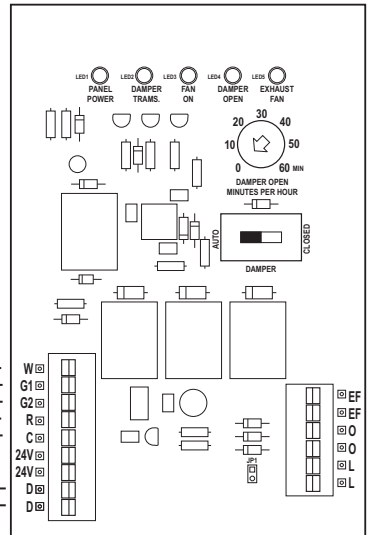 LED1 LED2 LED3 LED4 LED5
PANEL POWER
DAMPER TRAMS.
FAN ON
DAMPER OPEN
EXHAUST FAN
0 10 20 30 40 50 60 MIN
DAMPER OPEN
MINUTES PER HOUR
AUTO
CLOSED
DAMPER
W
G1
G2
R
C
24V
24V
D
D
JP1
EF
EF
O
O
L
L